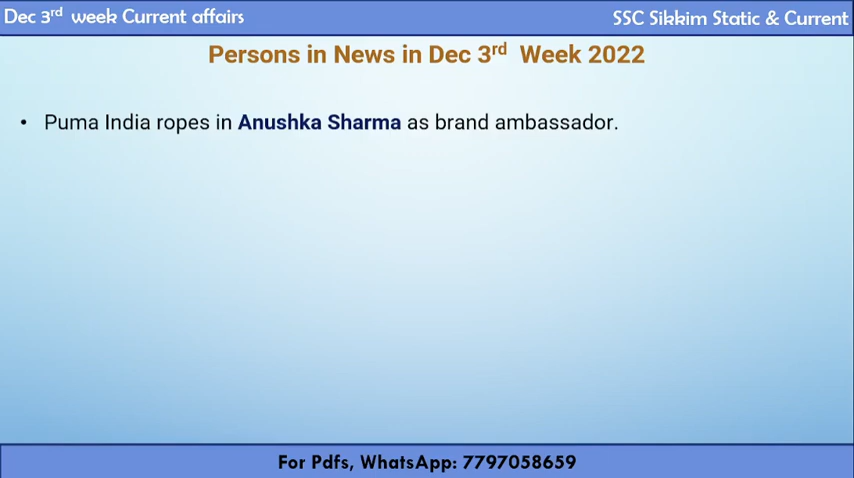 Dec 3rd week Current affairs
SSC Sikkim Static & Current
Persons in News in Dec 3rd Week 2022
• Puma India ropes in Anushka Sharma as brand ambassador.
For Pdfs, WhatsApp: 7797058659